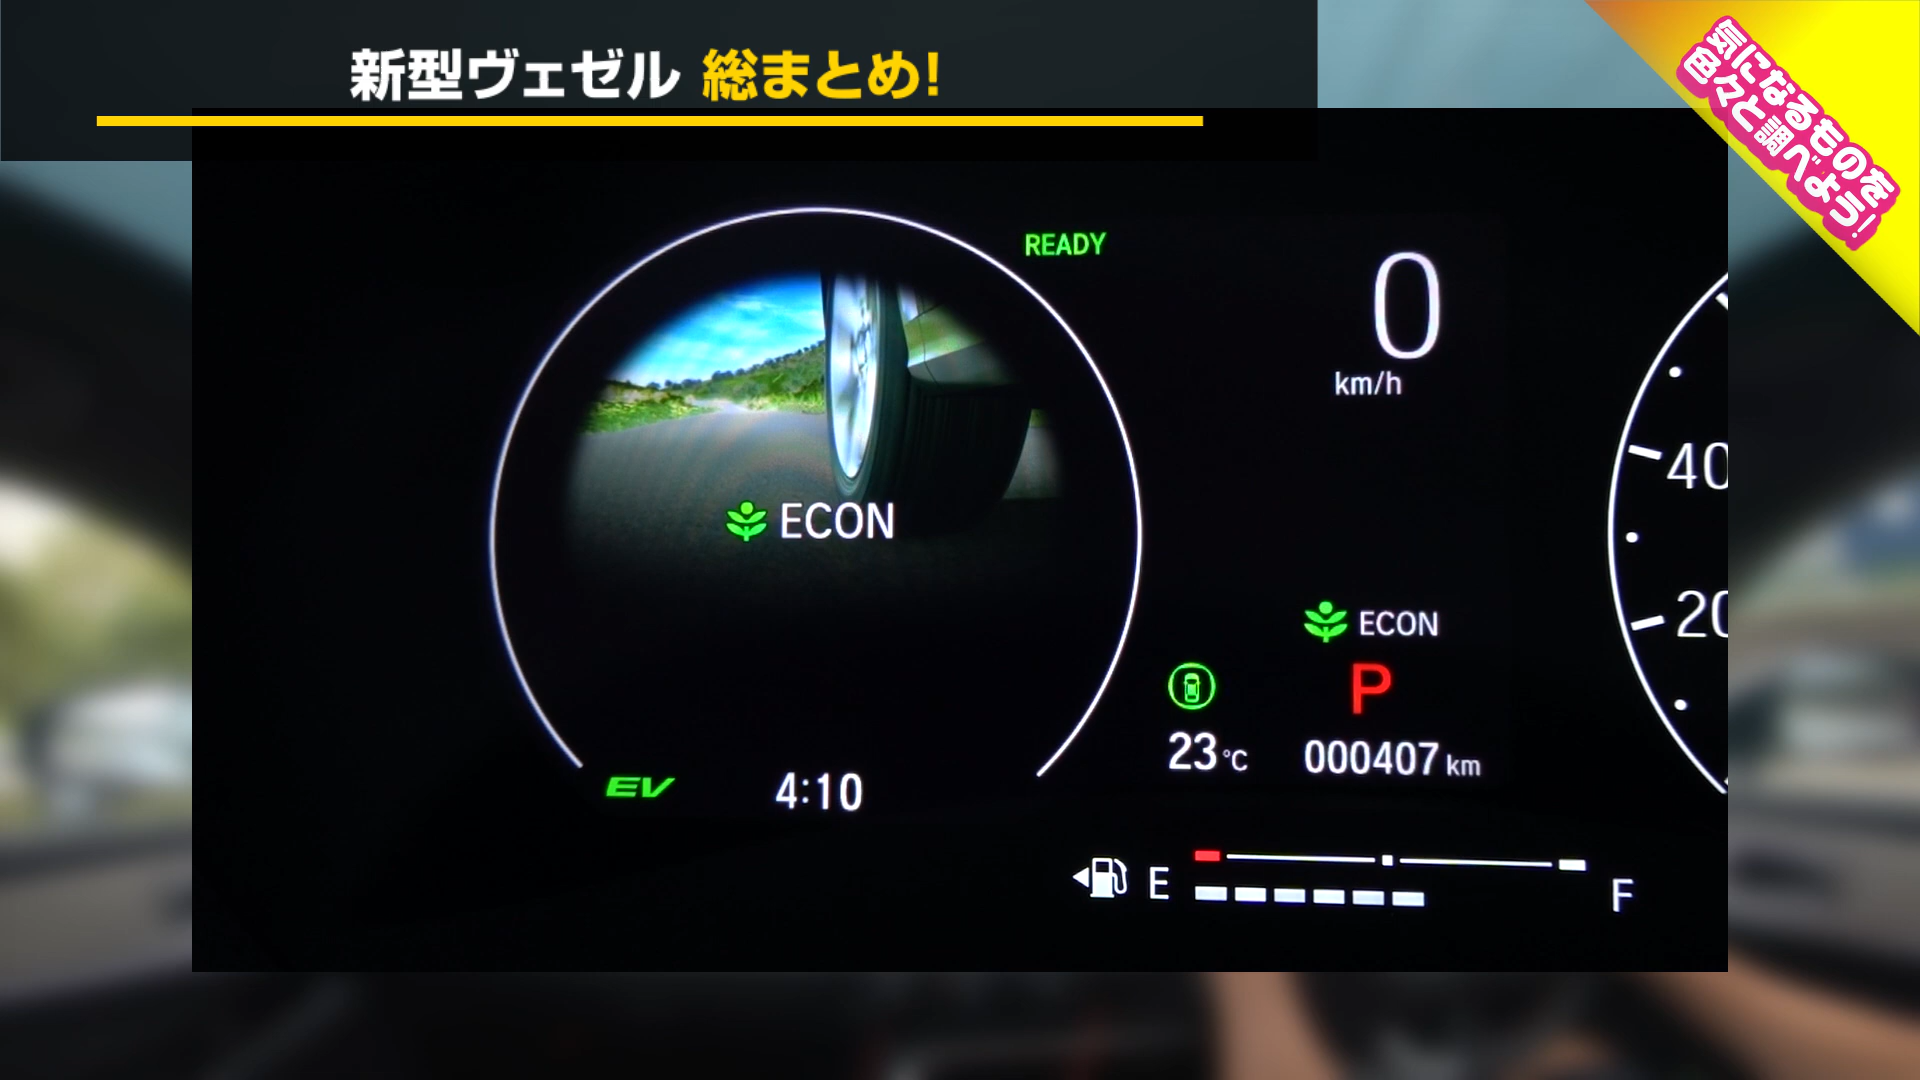 新型ヴェゼル 総まとめ!
気になるものを
色々と調べよう!
READY
0
km/h
40
ECON
20
ECON
P
23°C
000407 km
EV
4:10
E
F